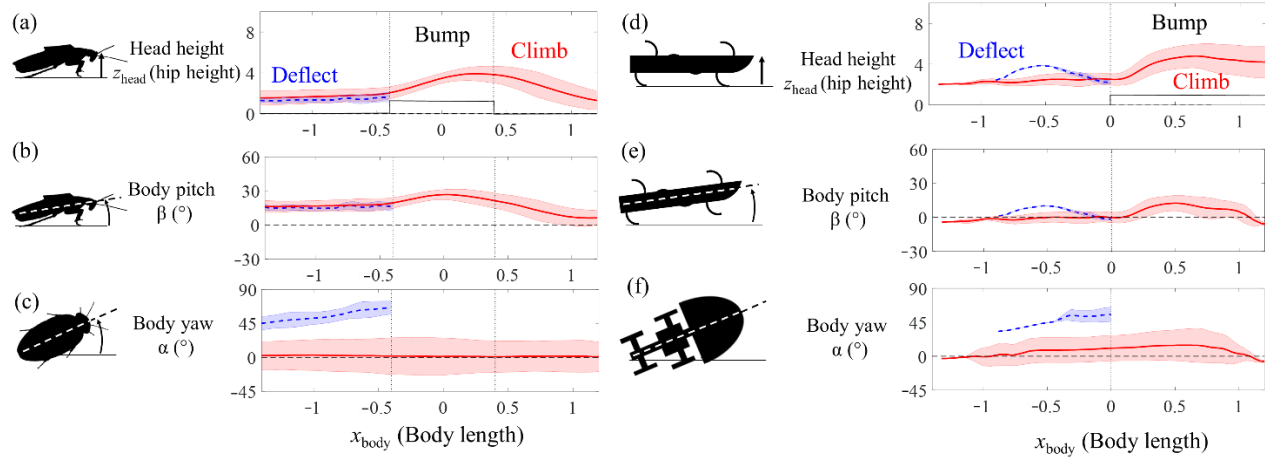 (a)
Head height
z_head (hip height)
10
8
4
0
Deflect
Bump
Climb
−1
−0.5
0
0.5
1
(b)
Body pitch
β (°)
60
30
0
−30
−1
−0.5
0
0.5
1
(c)
Body yaw
α (°)
90
45
0
−45
−1
−0.5
0
0.5
1
x_body (Body length)
(d)
Head height
z_head (hip height)
10
8
4
0
Deflect
Bump
Climb
−1
−0.5
0
0.5
1
(e)
Body pitch
β (°)
60
30
0
−30
−1
−0.5
0
0.5
1
(f)
Body yaw
α (°)
90
45
0
−45
−1
−0.5
0
0.5
1
x_body (Body length)